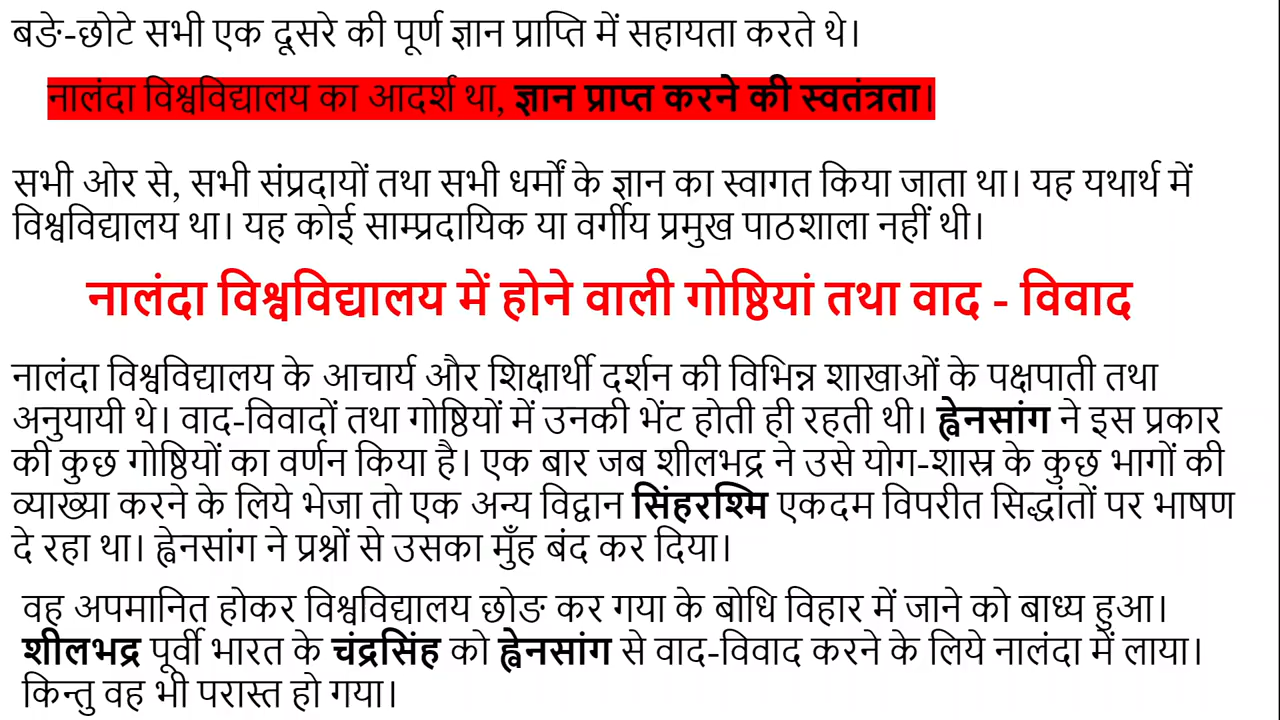 बङे-छोटे सभी एक दूसरे की पूर्ण ज्ञान प्राप्ति में सहायता करते थे।
नालंदा विश्वविद्यालय का आदर्श था, ज्ञान प्राप्त करने की स्वतंत्रता।
सभी ओर से, सभी संप्रदायों तथा सभी धर्मों के ज्ञान का स्वागत किया जाता था। यह यथार्थ में
विश्वविद्यालय था। यह कोई साम्प्रदायिक या वर्गीय प्रमुख पाठशाला नहीं थी।
नालंदा विश्वविद्यालय में होने वाली गोष्ठियां तथा वाद - विवाद
नालंदा विश्वविद्यालय के आचार्य और शिक्षार्थी दर्शन की विभिन्न शाखाओं के पक्षपाती तथा
अनुयायी थे। वाद-विवादों तथा गोष्ठियों में उनकी भेंट होती ही रहती थी। ह्वेनसांग ने इस प्रकार
की कुछ गोष्ठियों का वर्णन किया है। एक बार जब शीलभद्र ने उसे योग-शास्र के कुछ भागों की
व्याख्या करने के लिये भेजा तो एक अन्य विद्वान सिंहरश्मि एकदम विपरीत सिद्धांतों पर भाषण
दे रहा था। ह्वेनसांग ने प्रश्नों से उसका मुँह बंद कर दिया।
वह अपमानित होकर विश्वविद्यालय छोङ कर गया के बोधि विहार में जाने को बाध्य हुआ।
शीलभद्र पूर्वी भारत के चंद्रसिंह को ह्वेनसांग से वाद-विवाद करने के लिये नालंदा में लाया।
किन्तु वह भी परास्त हो गया।